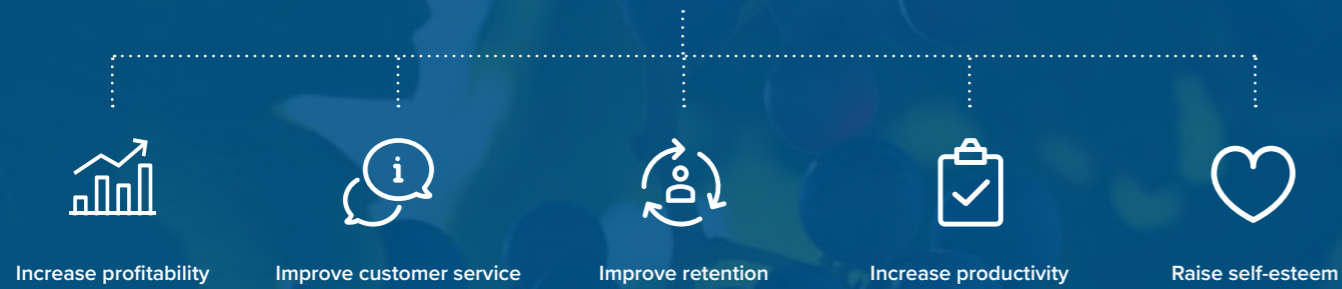 Increase profitability
Improve customer service
Improve retention
Increase productivity
Raise self-esteem